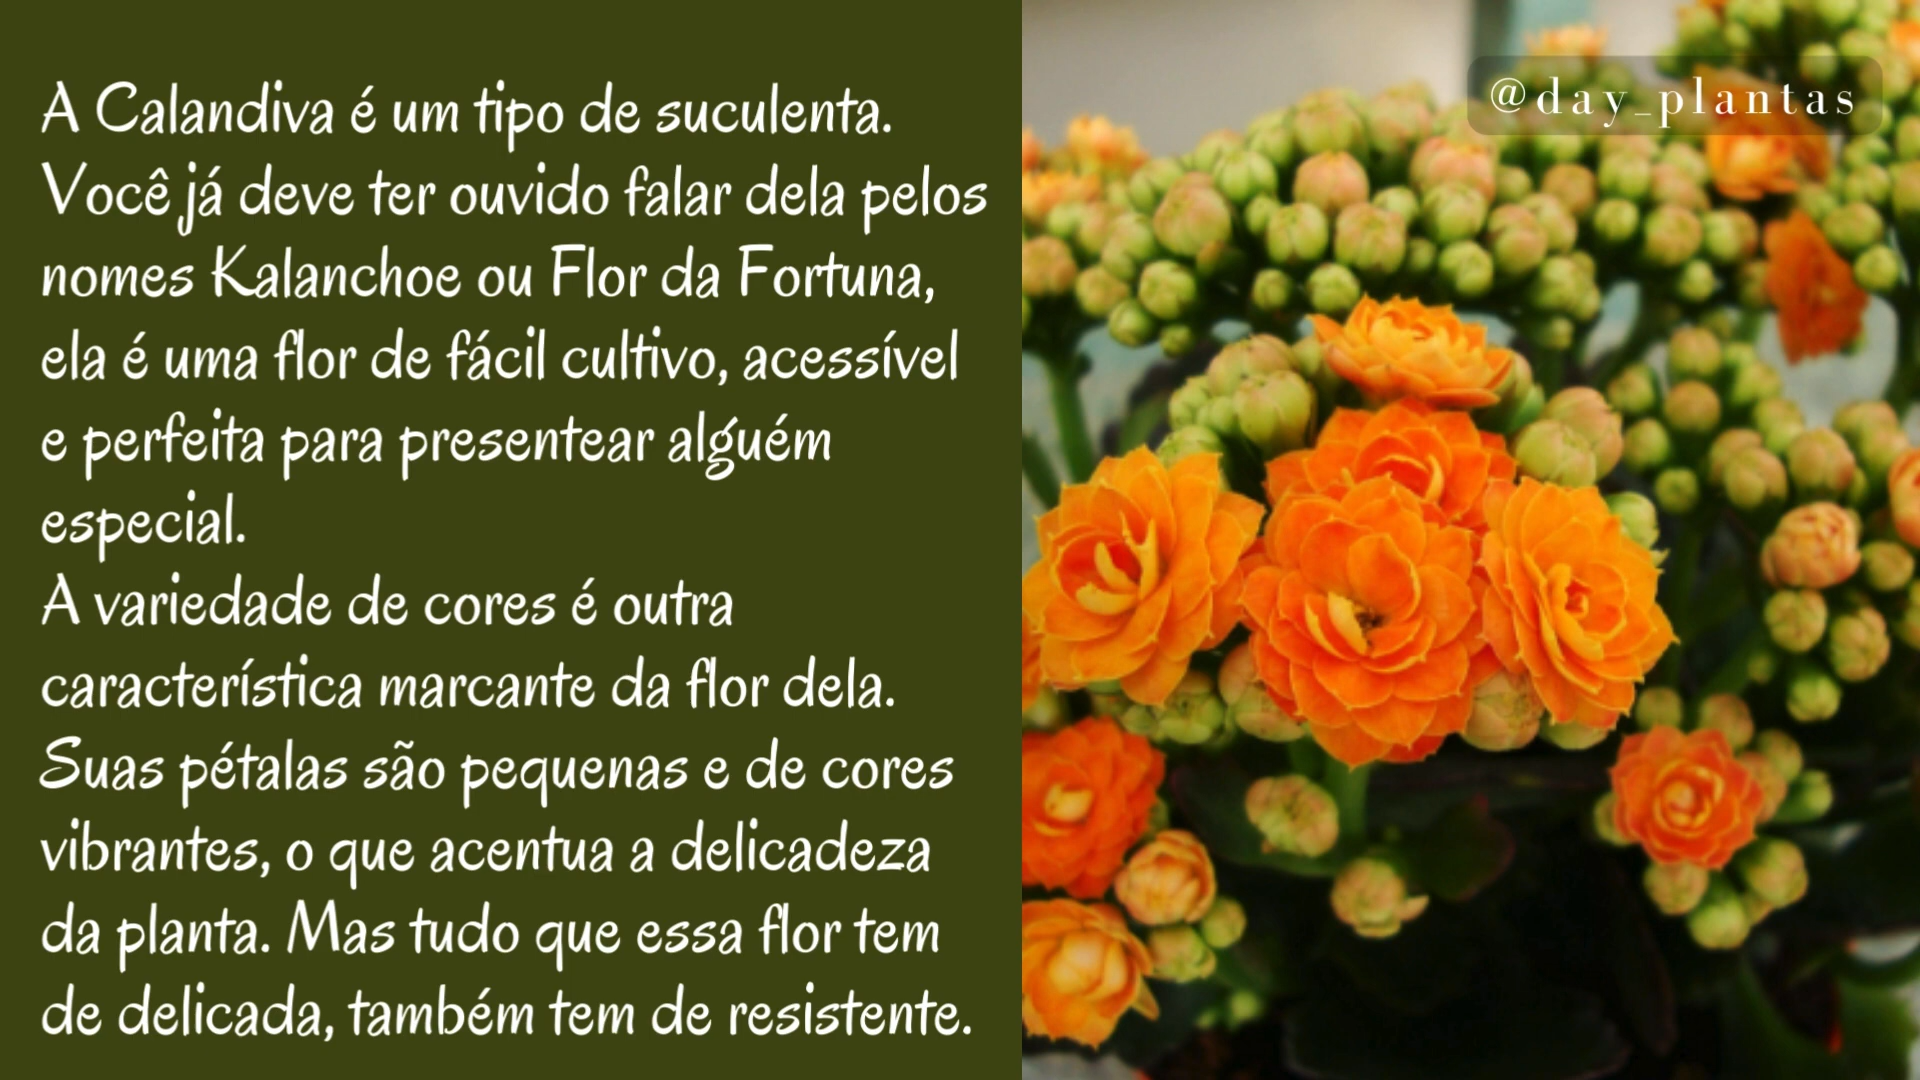 A Calandiva é um tipo de suculenta.
Você já deve ter ouvido falar dela pelos
nomes Kalanchoe ou Flor da Fortuna,
ela é uma flor de fácil cultivo, acessível
e perfeita para presentear alguém
especial.
A variedade de cores é outra
característica marcante da flor dela.
Suas pétalas são pequenas e de cores
vibrantes, o que acentua a delicadeza
da planta. Mas tudo que essa flor tem
de delicada, também tem de resistente.
@day_plantas